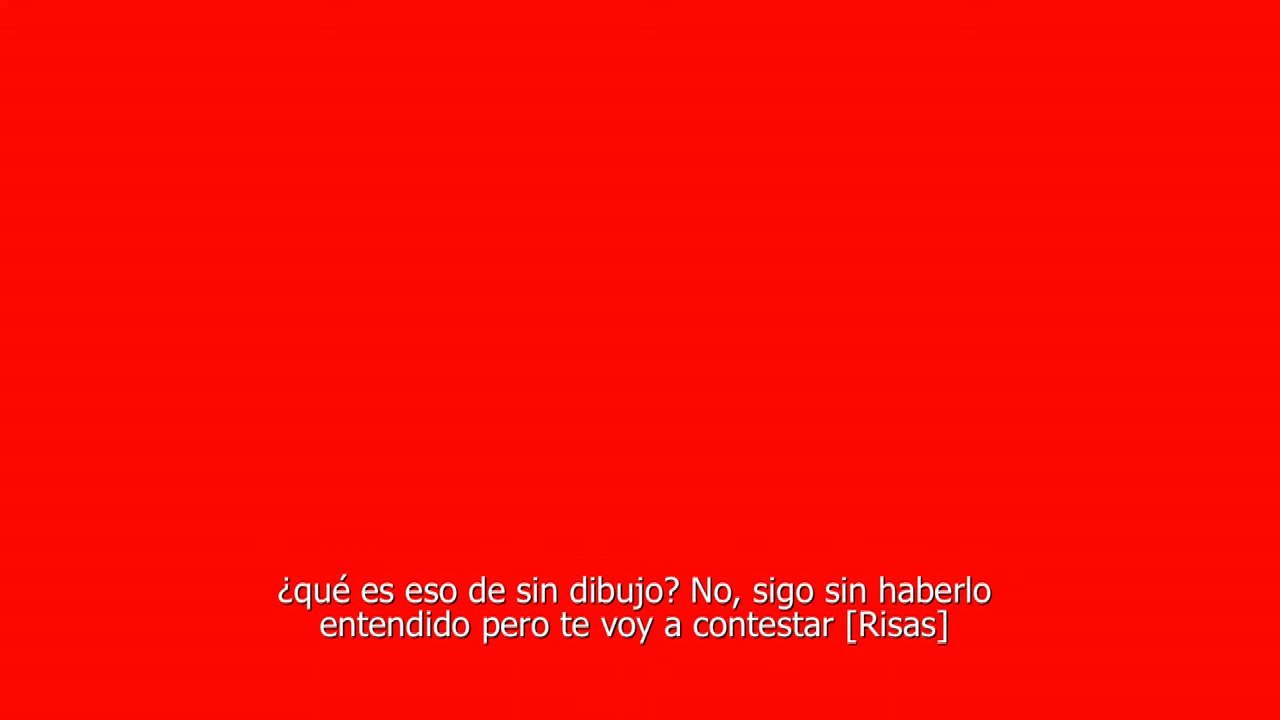 ¿qué es eso de sin dibujo? No, sigo sin haberlo
entendido pero te voy a contestar [Risas]